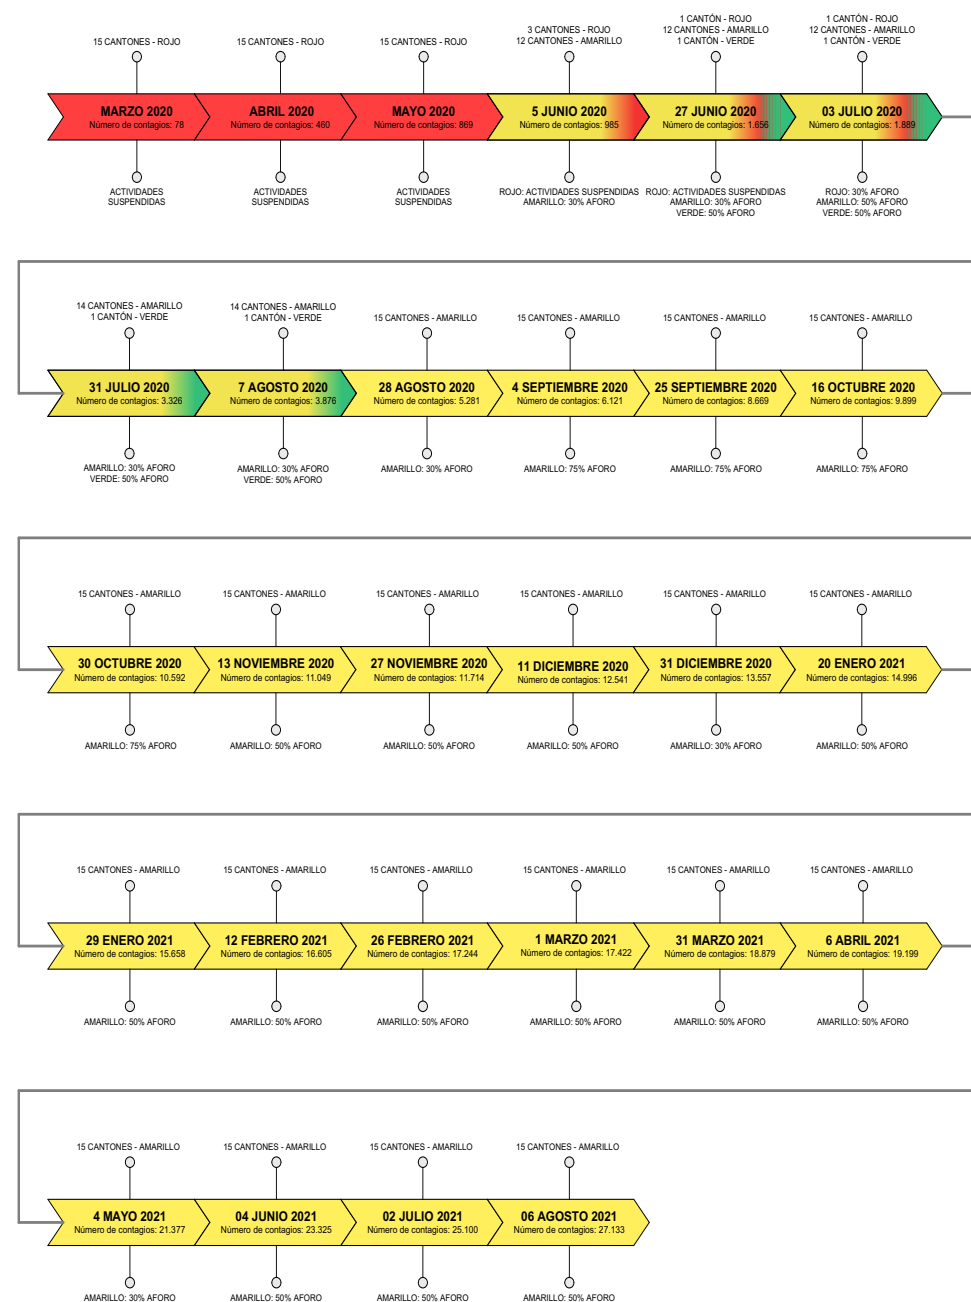 15 CANTONES - ROJO
15 CANTONES - ROJO
15 CANTONES - ROJO
3 CANTONES - ROJO
12 CANTONES - AMARILLO
1 CANTÓN - ROJO
12 CANTONES - AMARILLO
1 CANTÓN - VERDE
1 CANTÓN - ROJO
12 CANTONES - AMARILLO
1 CANTÓN - VERDE
MARZO 2020
Número de contagios: 78
ABRIL 2020
Número de contagios: 460
MAYO 2020
Número de contagios: 869
5 JUNIO 2020
Número de contagios: 985
27 JUNIO 2020
Número de contagios: 1.656
03 JULIO 2020
Número de contagios: 1.889
ACTIVIDADES
SUSPENDIDAS
ACTIVIDADES
SUSPENDIDAS
ACTIVIDADES
SUSPENDIDAS
ROJO: ACTIVIDADES SUSPENDIDAS
AMARILLO: 30% AFORO
ROJO: ACTIVIDADES SUSPENDIDAS
AMARILLO: 30% AFORO
VERDE: 50% AFORO
ROJO: 30% AFORO
AMARILLO: 50% AFORO
VERDE: 50% AFORO
14 CANTONES - AMARILLO
1 CANTÓN - VERDE
14 CANTONES - AMARILLO
1 CANTÓN - VERDE
15 CANTONES - AMARILLO
15 CANTONES - AMARILLO
15 CANTONES - AMARILLO
15 CANTONES - AMARILLO
31 JULIO 2020
Número de contagios: 3.326
7 AGOSTO 2020
Número de contagios: 3.876
28 AGOSTO 2020
Número de contagios: 5.281
4 SEPTIEMBRE 2020
Número de contagios: 6.121
25 SEPTIEMBRE 2020
Número de contagios: 8.669
16 OCTUBRE 2020
Número de contagios: 9.899
AMARILLO: 30% AFORO
VERDE: 50% AFORO
AMARILLO: 30% AFORO
VERDE: 50% AFORO
AMARILLO: 30% AFORO
AMARILLO: 75% AFORO
AMARILLO: 75% AFORO
AMARILLO: 75% AFORO
15 CANTONES - AMARILLO
15 CANTONES - AMARILLO
15 CANTONES - AMARILLO
15 CANTONES - AMARILLO
15 CANTONES - AMARILLO
15 CANTONES - AMARILLO
30 OCTUBRE 2020
Número de contagios: 10.592
13 NOVIEMBRE 2020
Número de contagios: 11.049
27 NOVIEMBRE 2020
Número de contagios: 11.714
11 DICIEMBRE 2020
Número de contagios: 12.541
31 DICIEMBRE 2020
Número de contagios: 13.557
20 ENERO 2021
Número de contagios: 14.996
AMARILLO: 75% AFORO
AMARILLO: 50% AFORO
AMARILLO: 50% AFORO
AMARILLO: 50% AFORO
AMARILLO: 30% AFORO
AMARILLO: 50% AFORO
15 CANTONES - AMARILLO
15 CANTONES - AMARILLO
15 CANTONES - AMARILLO
15 CANTONES - AMARILLO
15 CANTONES - AMARILLO
15 CANTONES - AMARILLO
29 ENERO 2021
Número de contagios: 15.658
12 FEBRERO 2021
Número de contagios: 16.605
26 FEBRERO 2021
Número de contagios: 17.244
1 MARZO 2021
Número de contagios: 17.422
31 MARZO 2021
Número de contagios: 18.879
6 ABRIL 2021
Número de contagios: 19.199
AMARILLO: 50% AFORO
AMARILLO: 50% AFORO
AMARILLO: 50% AFORO
AMARILLO: 50% AFORO
AMARILLO: 50% AFORO
AMARILLO: 50% AFORO
15 CANTONES - AMARILLO
15 CANTONES - AMARILLO
15 CANTONES - AMARILLO
15 CANTONES - AMARILLO
4 MAYO 2021
Número de contagios: 21.377
04 JUNIO 2021
Número de contagios: 23.325
02 JULIO 2021
Número de contagios: 25.100
06 AGOSTO 2021
Número de contagios: 27.133
AMARILLO: 30% AFORO
AMARILLO: 50% AFORO
AMARILLO: 50% AFORO
AMARILLO: 50% AFORO